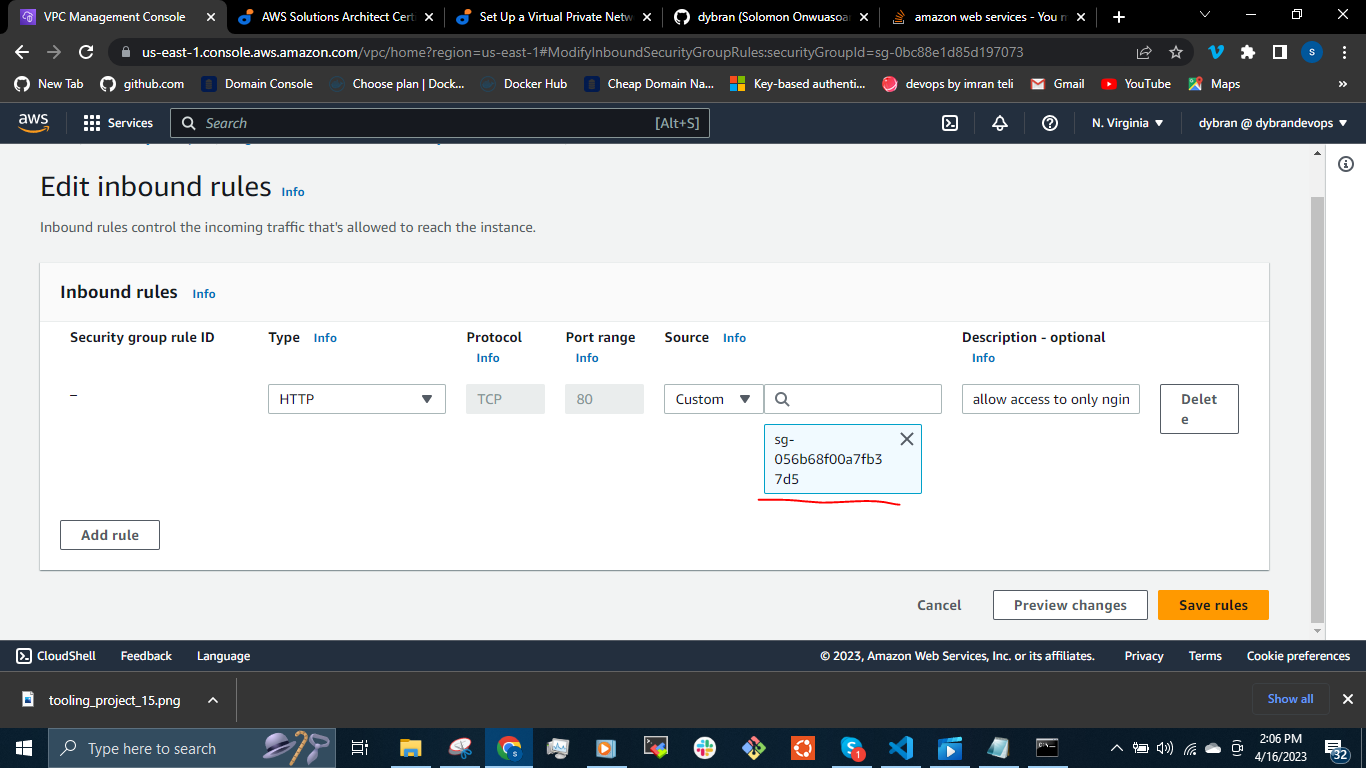 VPC Management Console
AWS Solutions Architect Cert
Set Up a Virtual Private Netw
dybran (Solomon Onwuasoa
amazon web services - You n
us-east-1.console.aws.amazon.com/vpc/home?region=us-east-1#ModifyInboundSecurityGroupRules:securityGroupId=sg-0bc88e1d85d197073
S
New Tab
github.com
Domain Console
Choose plan | Dock...
Docker Hub
Cheap Domain Na...
Key-based authenti...
devops by imran teli
Gmail
YouTube
Maps
»
aws
Services
Search
[Alt+S]
N. Virginia
dybran @ dybrandevops
Edit inbound rules Info
Inbound rules control the incoming traffic that's allowed to reach the instance.
Inbound rules Info
Security group rule ID
Type Info
Protocol
Info
Port range
Info
Source Info
Description - optional
Info
–
HTTP
TCP
80
Custom
sg-
056b68f00a7fb3
7d5
allow access to only ngin
Delet
e
Add rule
Cancel
Preview changes
Save rules
CloudShell
Feedback
Language
© 2023, Amazon Web Services, Inc. or its affiliates.
Privacy
Terms
Cookie preferences
tooling_project_15.png
Show all
Type here to search
1
2:06 PM
4/16/2023
32